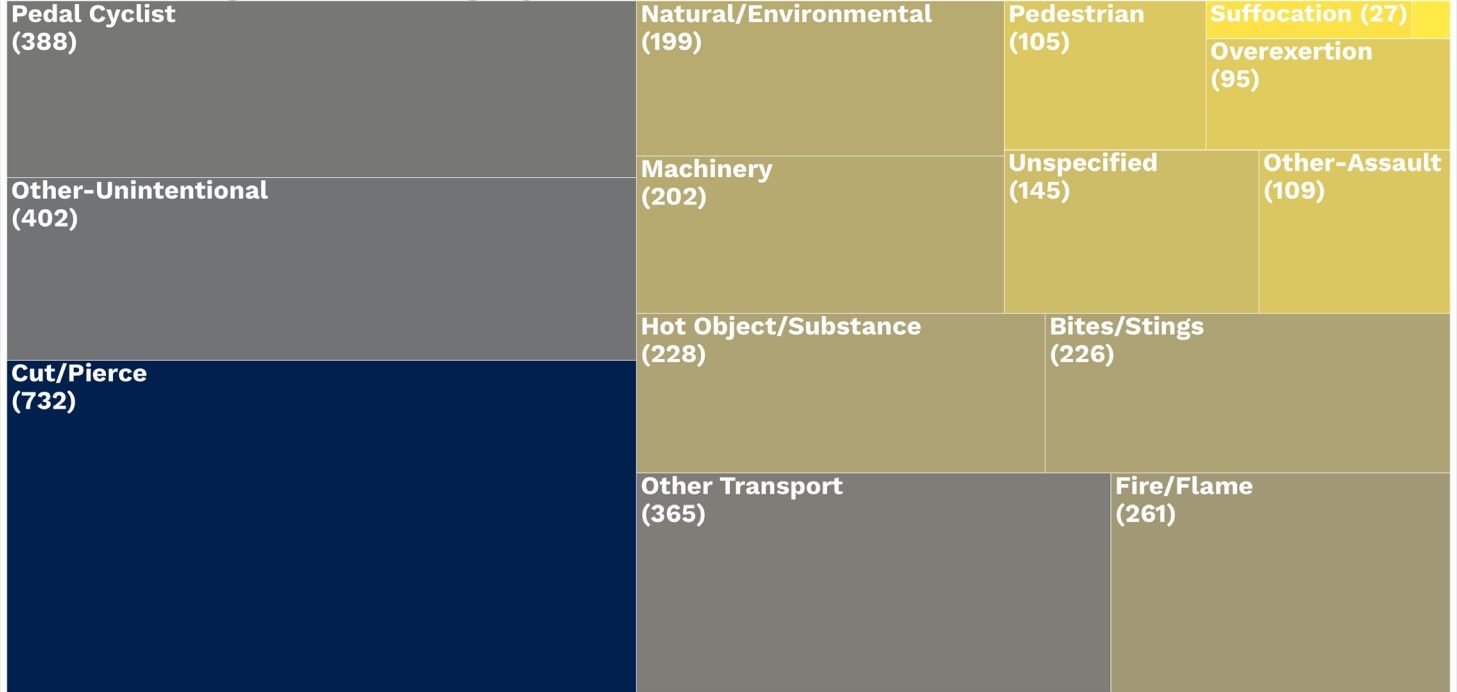 Pedal Cyclist
(388)
Other-Unintentional
(402)
Cut/Pierce
(732)
Natural/Environmental
(199)
Machinery
(202)
Pedestrian
(105)
Suffocation (27)
Overexertion
(95)
Unspecified
(145)
Other-Assault
(109)
Hot Object/Substance
(228)
Bites/Stings
(226)
Other Transport
(365)
Fire/Flame
(261)